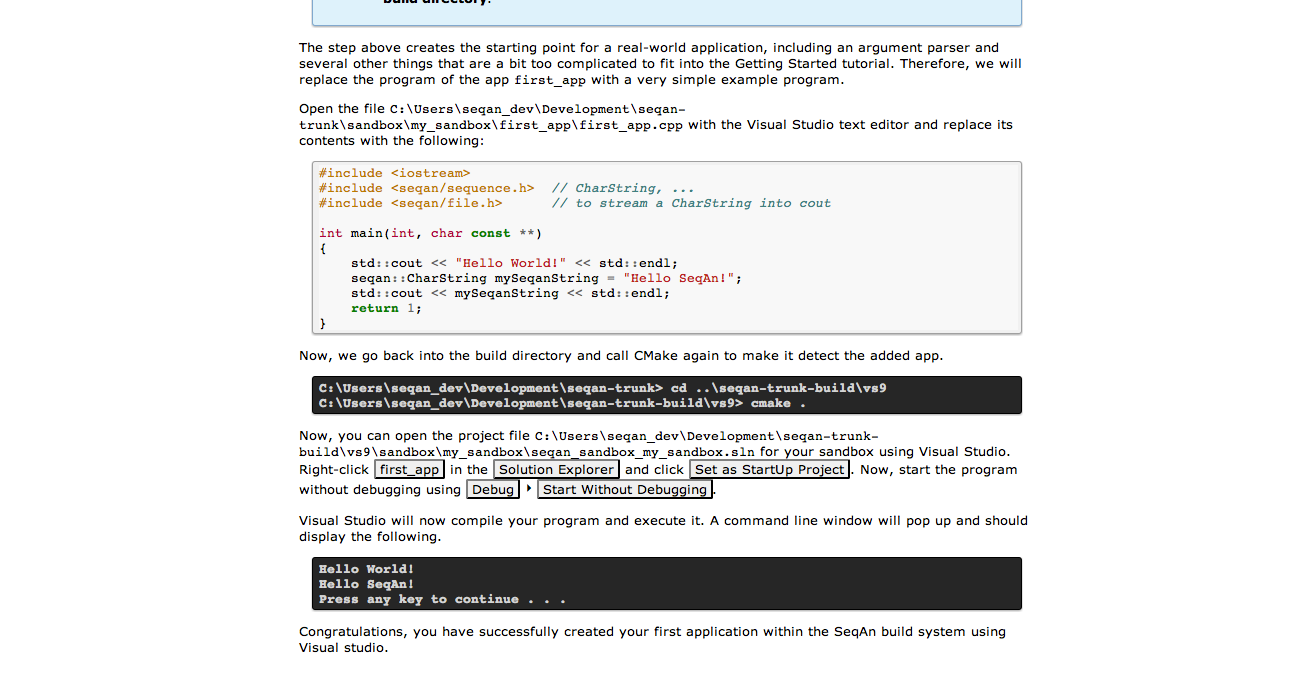 build directory.
The step above creates the starting point for a real-world application, including an argument parser and
several other things that are a bit too complicated to fit into the Getting Started tutorial. Therefore, we will
replace the program of the app first_app with a very simple example program.
Open the file C:\Users\seqan_dev\Development\seqan-
trunk\sandbox\my_sandbox\first_app\first_app.cpp with the Visual Studio text editor and replace its
contents with the following:
#include <iostream>
#include <seqan/sequence.h>  // CharString, ...
#include <seqan/file.h>      // to stream a CharString into cout
int main(int, char const **)
{
    std::cout << "Hello World!" << std::endl;
    seqan::CharString mySeqanString = "Hello SeqAn!";
    std::cout << mySeqanString << std::endl;
    return 1;
}
Now, we go back into the build directory and call CMake again to make it detect the added app.
C:\Users\seqan_dev\Development\seqan-trunk> cd ..\seqan-trunk-build\vs9
C:\Users\seqan_dev\Development\seqan-trunk-build\vs9> cmake .
Now, you can open the project file C:\Users\seqan_dev\Development\seqan-trunk-
build\vs9\sandbox\my_sandbox\seqan_sandbox_my_sandbox.sln for your sandbox using Visual Studio.
Right-click first_app in the Solution Explorer and click Set as StartUp Project. Now, start the program
without debugging using Debug ‣ Start Without Debugging.
Visual Studio will now compile your program and execute it. A command line window will pop up and should
display the following.
Hello World!
Hello SeqAn!
Press any key to continue . . .
Congratulations, you have successfully created your first application within the SeqAn build system using
Visual studio.